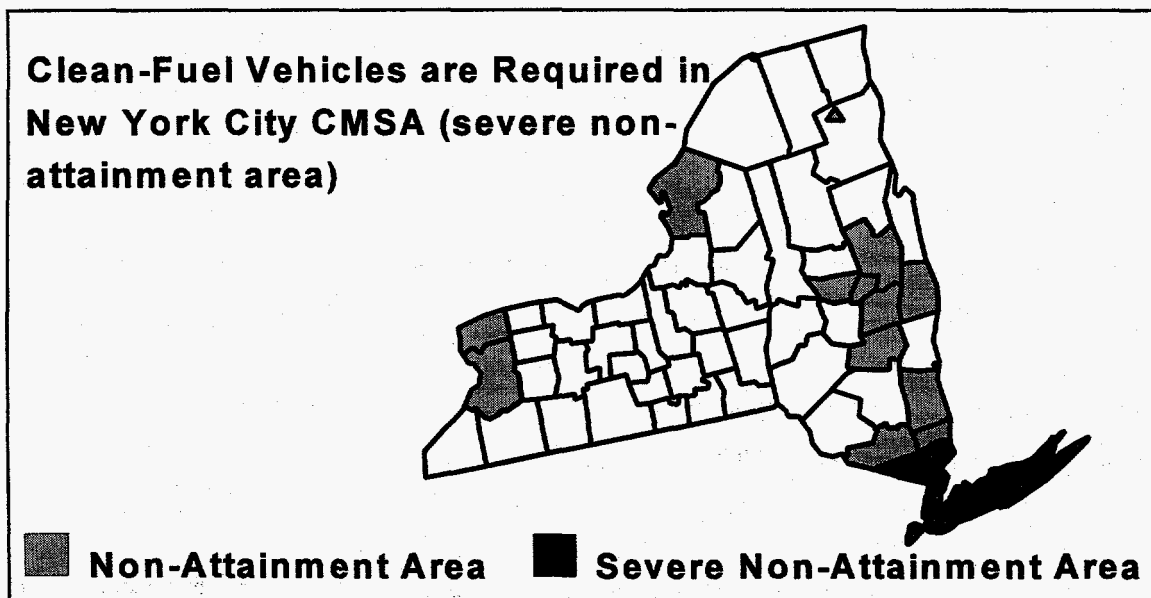 Clean-Fuel Vehicles are Required in
New York City CMSA (severe non-
attainment area)
Non-Attainment Area
Severe Non-Attainment Area